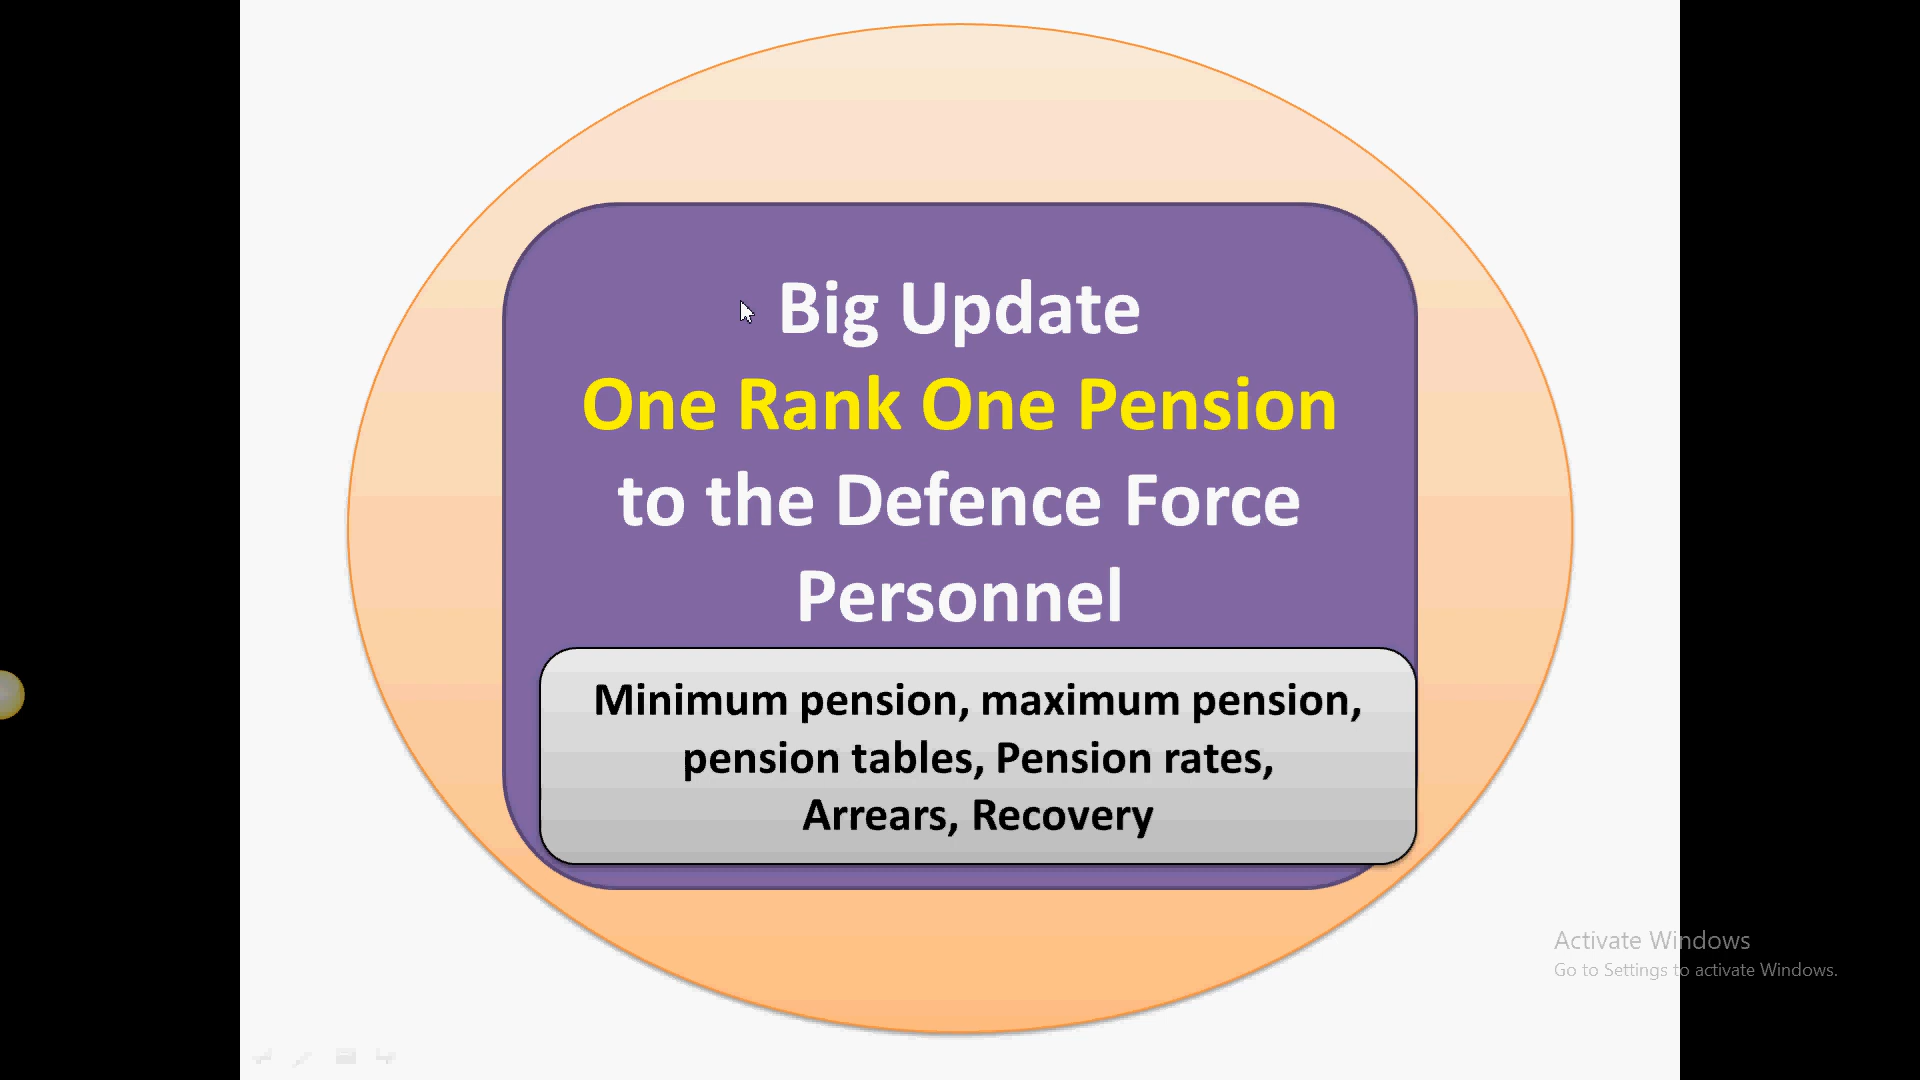 Big Update
One Rank One Pension
to the Defence Force
Personnel
Minimum pension, maximum pension,
pension tables, Pension rates,
Arrears, Recovery
Activate Windows
Go to Settings to activate Windows.